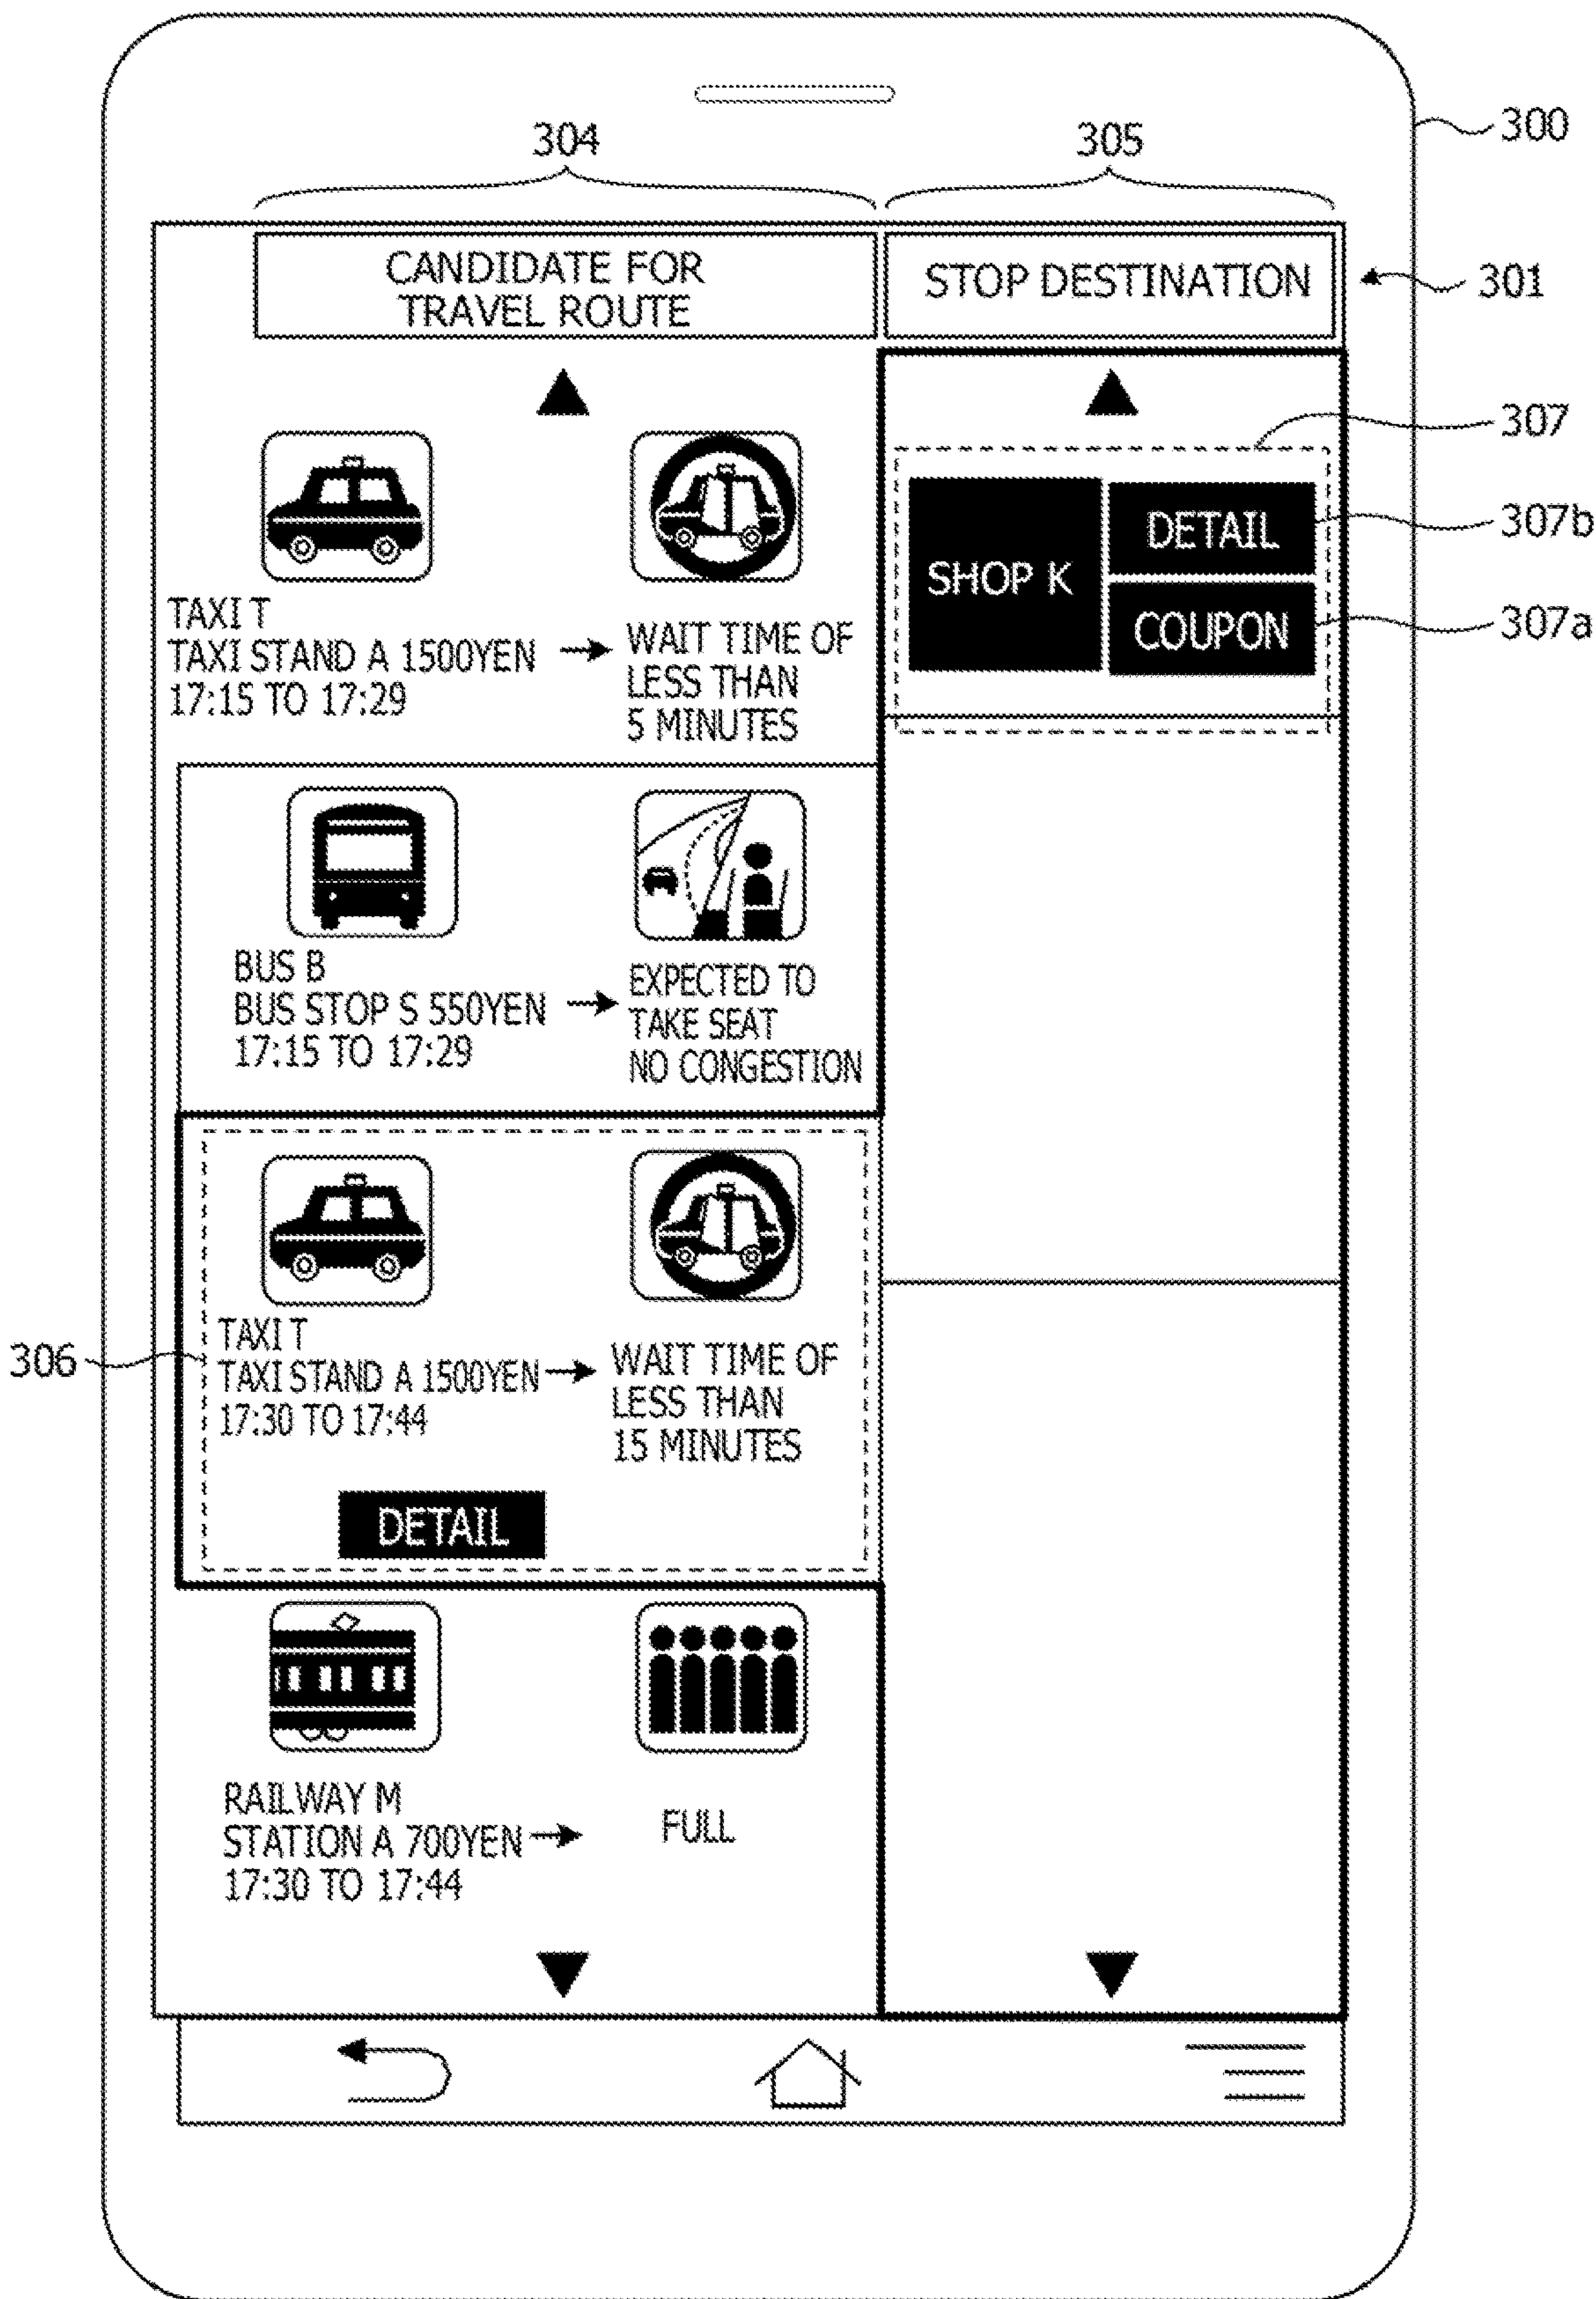 304
305
300
CANDIDATE FOR
TRAVEL ROUTE
STOP DESTINATION
301
307
SHOP K
DETAIL
307b
COUPON
307a
TAXI T
TAXI STAND A 1500YEN
17:15 TO 17:29
WAIT TIME OF
LESS THAN
5 MINUTES
BUS B
BUS STOP S 550YEN
17:15 TO 17:29
EXPECTED TO
TAKE SEAT
NO CONGESTION
306
TAXI T
TAXI STAND A 1500YEN
17:30 TO 17:44
WAIT TIME OF
LESS THAN
15 MINUTES
DETAIL
RAILWAY M
STATION A 700YEN
17:30 TO 17:44
FULL